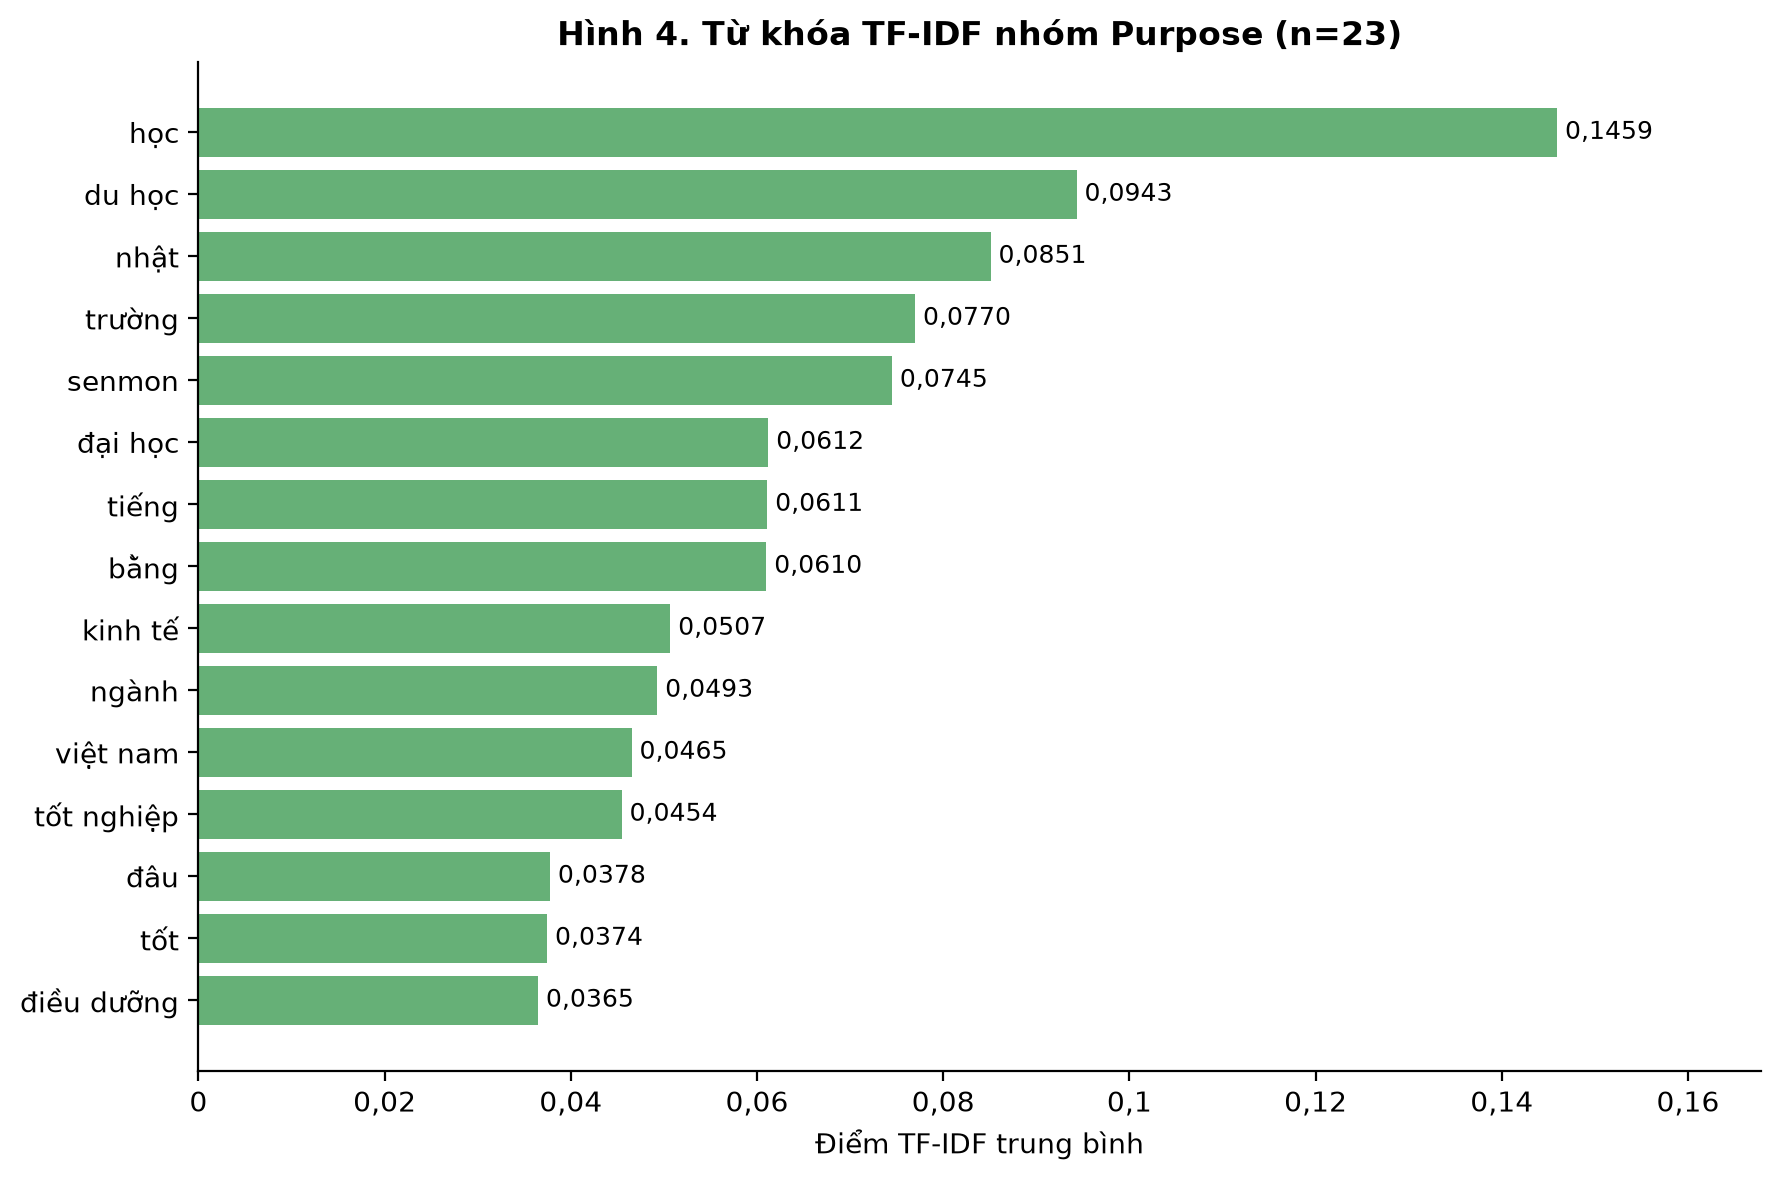 Hình 4. Từ khóa TF-IDF nhóm Purpose (n=23)
học 0,1459
du học 0,0943
nhật 0,0851
trường 0,0770
senmon 0,0745
đại học 0,0612
tiếng 0,0611
bằng 0,0610
kinh tế 0,0507
ngành 0,0493
việt nam 0,0465
tốt nghiệp 0,0454
đâu 0,0378
tốt 0,0374
điều dưỡng 0,0365
0 0,02 0,04 0,06 0,08 0,1 0,12 0,14 0,16
Điểm TF-IDF trung bình